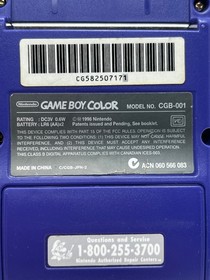 CG582507171
Nintendo GAME BOY COLOR MODEL NO. CGB-001
RATING : DC3V 0.6W © 1998 Nintendo
BATTERY : LR6 (AA)x2 Patents issued and pending. See booklet.
THIS DEVICE COMPLIES WITH PART 15 OF THE FCC RULES. OPERATION IS SUBJECT
TO THE FOLLOWING TWO CONDITIONS: (1) THIS DEVICE MAY NOT CAUSE HARMFUL
INTERFERENCE, AND (2) THIS DEVICE MUST ACCEPT ANY INTERFERENCE RECEIVED,
INCLUDING INTERFERENCE THAT MAY CAUSE UNDESIRED OPERATION.
THIS CLASS B DIGITAL APPARATUS COMPLIES WITH CANADIAN ICES-003.
MADE IN CHINA ACN 060 566 083
Questions and Service
1-800-255-3700
Nintendo Authorized Repair Centers